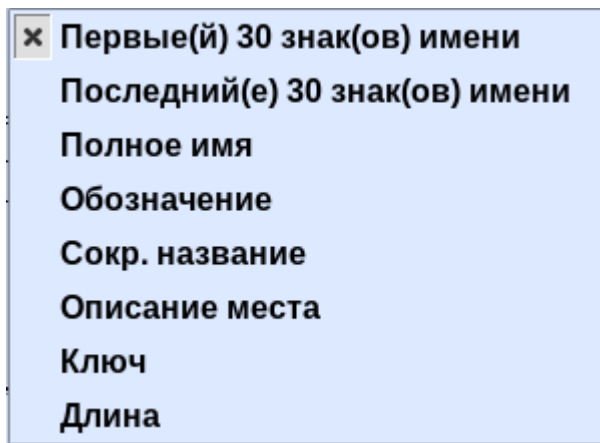 Первые(й) 30 знак(ов) имени
Последний(е) 30 знак(ов) имени
Полное имя
Обозначение
Сокр. название
Описание места
Ключ
Длина